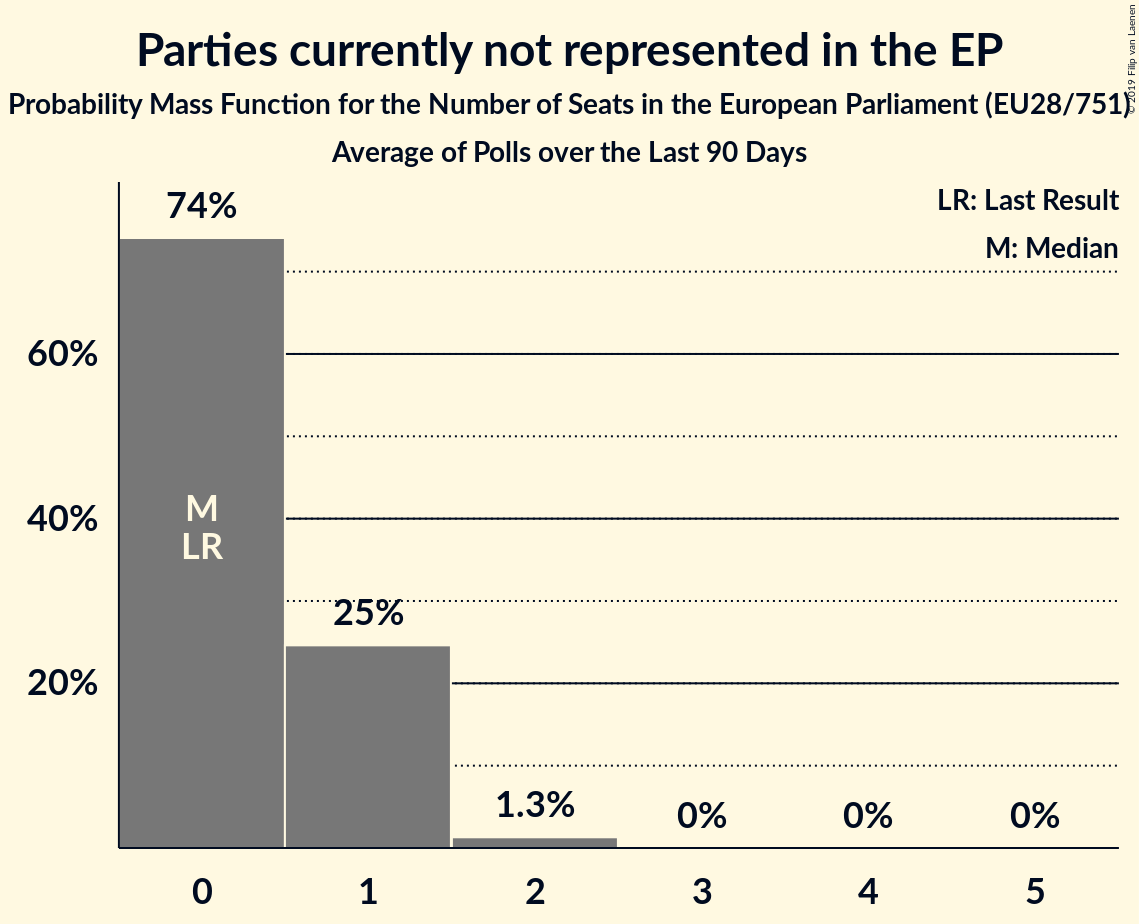 Parties currently not represented in the EP
Probability Mass Function for the Number of Seats in the European Parliament (EU28/751)
Average of Polls over the Last 90 Days
© 2019 Filip van Laenen
LR: Last Result
M: Median
74%
60%
40%
20%
M
LR
25%
1.3%
0%
0%
0%
0
1
2
3
4
5